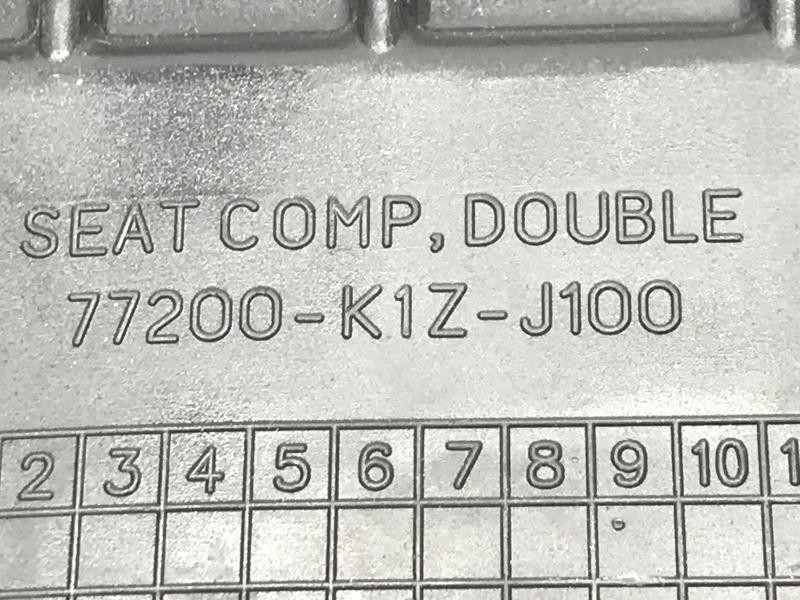 SEAT COMP, DOUBLE
77200-K1Z-J100
2 3 4 5 6 7 8 9 10